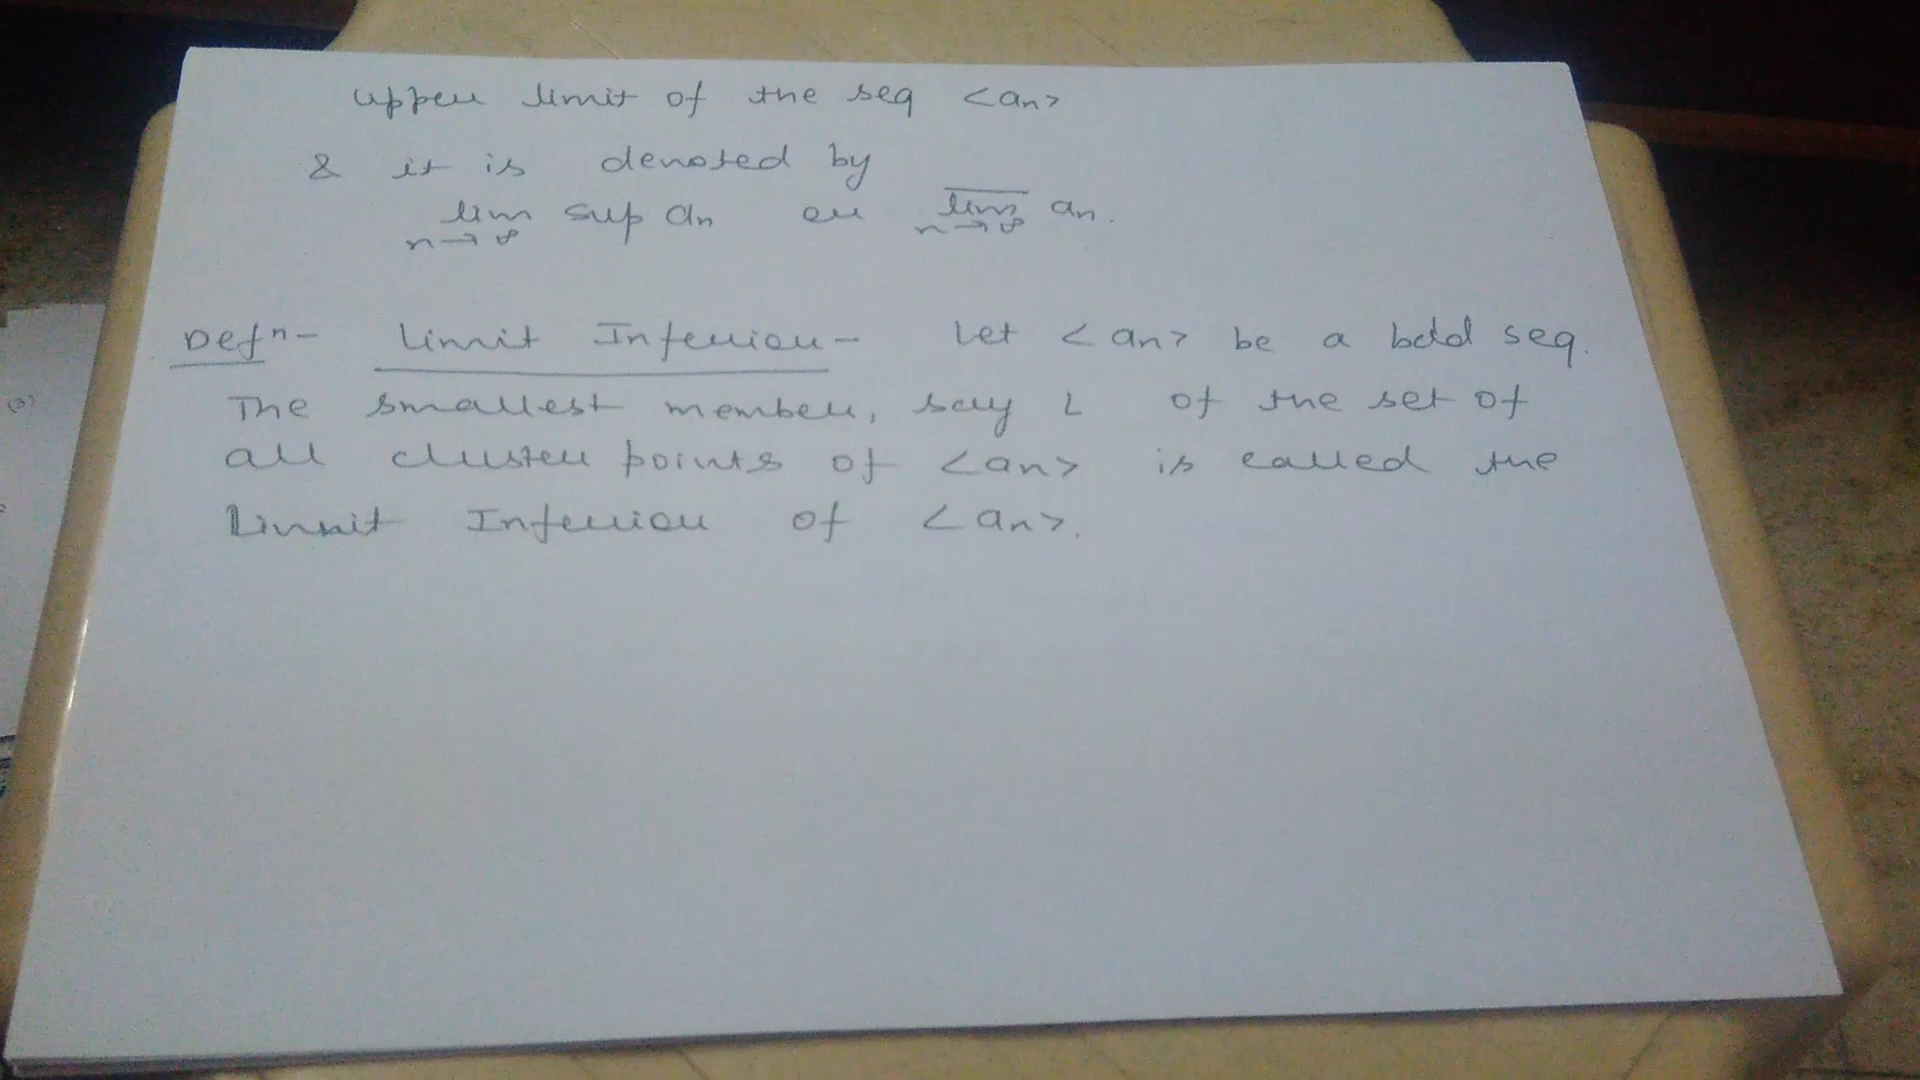 upper limit of the seq <an>
& it is denoted by
lim sup an or lim an.
n→∞ n→∞
Defn- Limit Inferior- Let <an> be a bdd seq.
The smallest member, say L of the set of
all cluster points of <an> is called the
Limit Inferior of <an>.